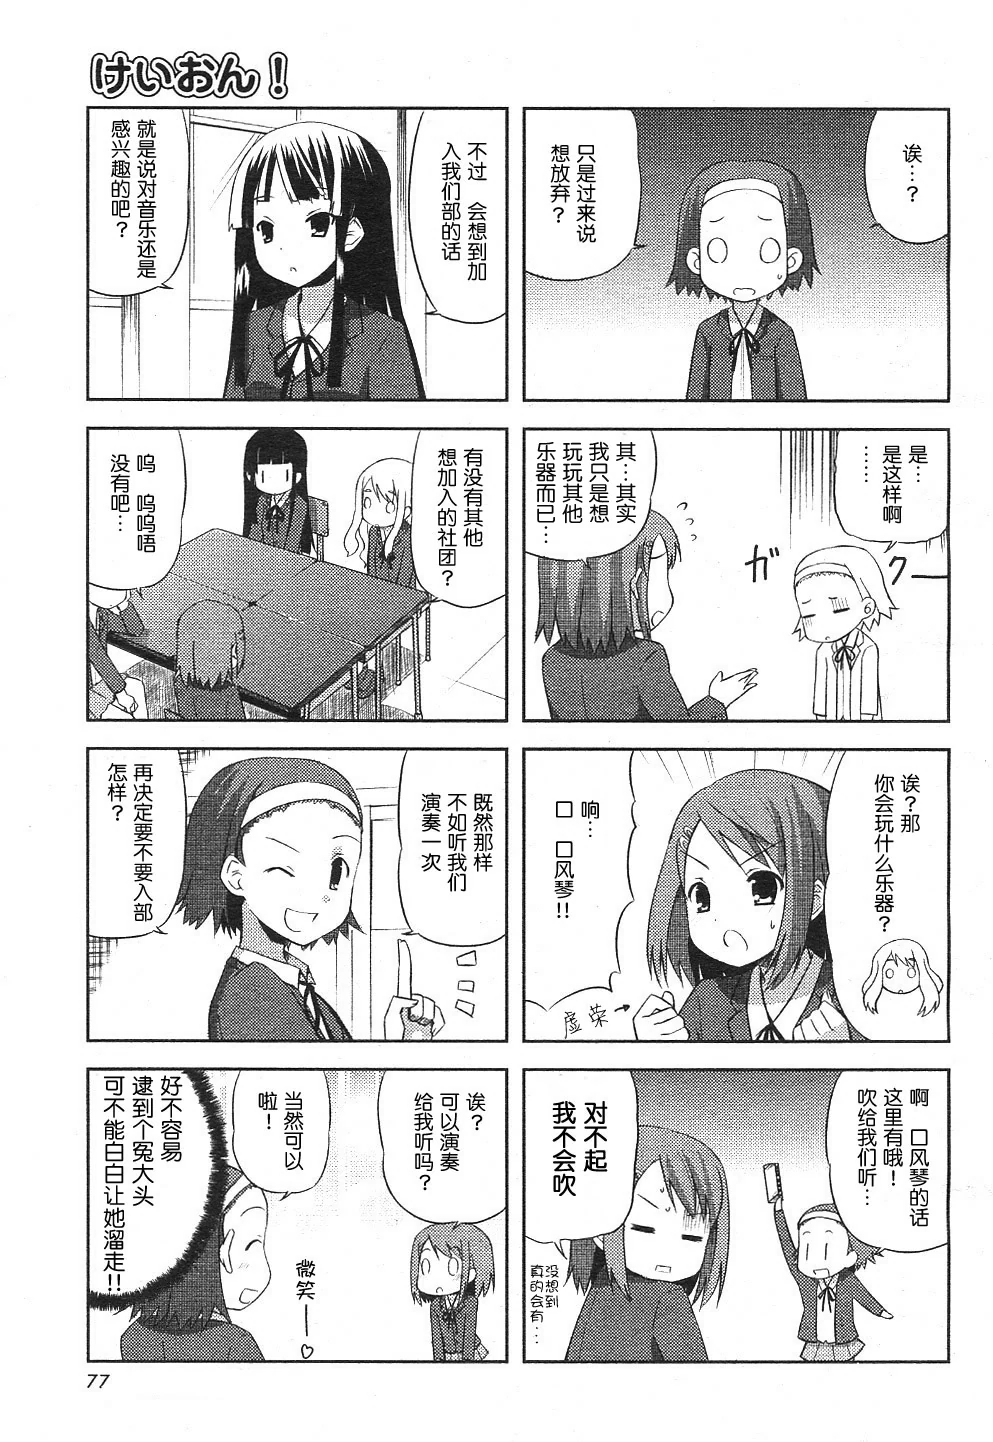 けいおん！
诶…？
只是过来说
想放弃？
是…
是这样啊
……
其…其实
我只是想
玩玩其他
乐器而已…
ガ
クー
诶？那
你会玩什么乐器？
响…
口　口风琴!!
虚荣→
啊　口风琴的话
这里有哦！
吹给我们听…
对不起
我不会吹
没想到
真的会有…
不过　会想到加
入我们部的话
就是说对音乐还是
感兴趣的吧？
有没有其他
想加入的社团？
呜　呜呜唔
没有吧…
既然那样
不如听我们
演奏一次
再决定要不要入部
怎样？
诶？
可以演奏
给我听吗？
当然可以
啦！
微笑—♡
好不容易
逮到个冤大头
可不能白白让她溜走!!
77